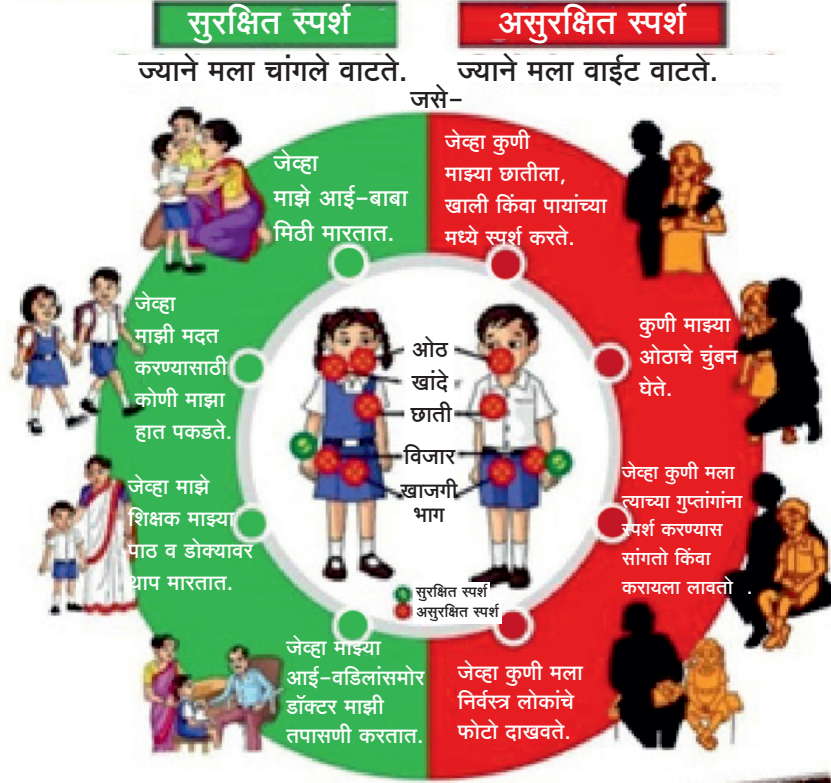 सुरक्षित स्पर्श
असुरक्षित स्पर्श
ज्याने मला चांगले वाटते.
ज्याने मला वाईट वाटते.
जसे-
जेव्हा
माझे आई-बाबा
मिठी मारतात.
जेव्हा
माझी मदत
करण्यासाठी
कोणी माझा
हात पकडते.
जेव्हा माझे
शिक्षक माझ्या
पाठ व डोक्यावर
थाप मारतात.
जेव्हा माझ्या
आई-वडिलांसमोर
डॉक्टर माझी
तपासणी करतात.
ओठ
खांदे
छाती
विजार
खाजगी
भाग
सुरक्षित स्पर्श
असुरक्षित स्पर्श
जेव्हा कुणी
माझ्या छातीला,
खाली किंवा पायांच्या
मध्ये स्पर्श करते.
कुणी माझ्या
ओठाचे चुंबन
घेते.
जेव्हा कुणी मला
त्याच्या गुप्तांगांना
स्पर्श करण्यास
सांगतो किंवा
करायला लावतो .
जेव्हा कुणी मला
निर्वस्त्र लोकांचे
फोटो दाखवते.